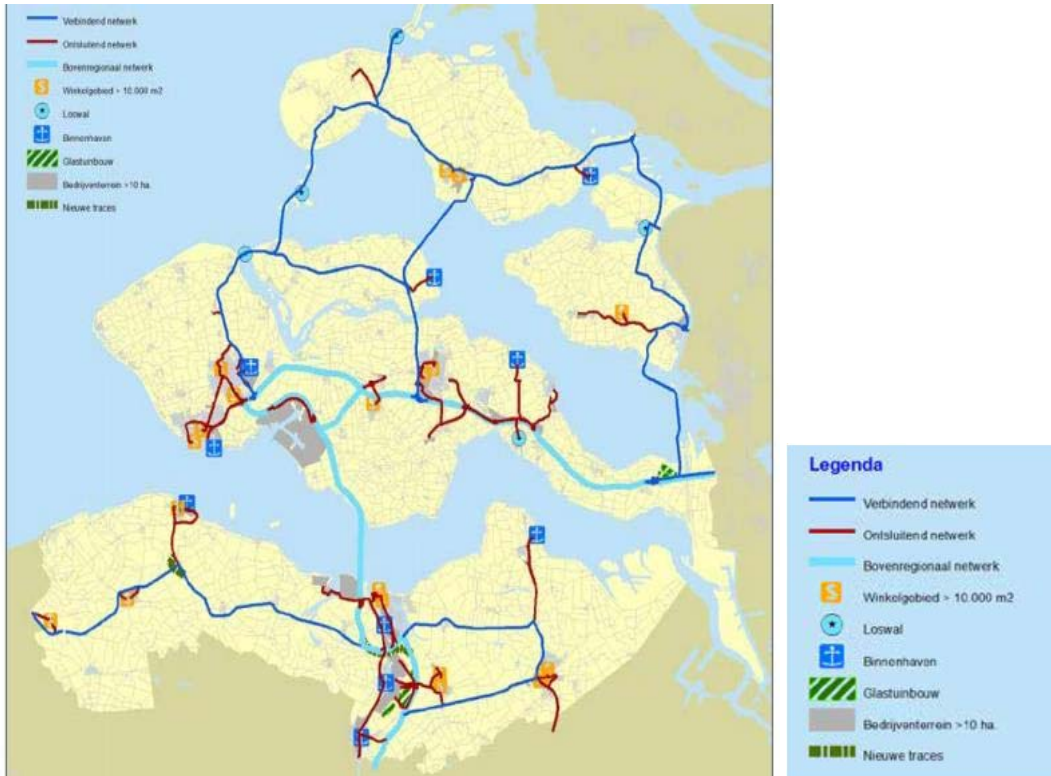 Verbindend netwerk
Ontsluitend netwerk
Bovenregionaal netwerk
Winkelgebied > 10.000 m2
Loswal
Binnenhaven
Glastuinbouw
Bedrijventerrein >10 ha.
Nieuwe traces
Legenda
Verbindend netwerk
Ontsluitend netwerk
Bovenregionaal netwerk
Winkelgebied > 10.000 m2
Loswal
Binnenhaven
Glastuinbouw
Bedrijventerrein >10 ha.
Nieuwe traces